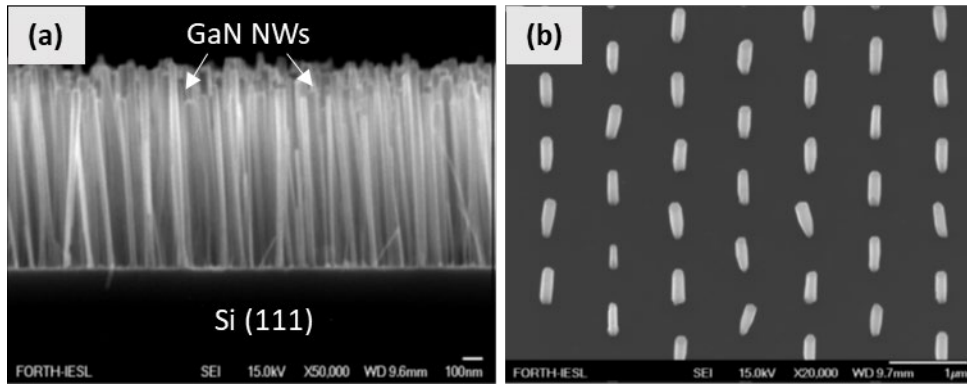 (a)
GaN NWs
Si (111)
FORTH-IESL SEI 15.0kV X50,000 WD 9.6mm 100nm
(b)
FORTH-IESL SEI 15.0kV X20,000 WD 9.7mm 1μm